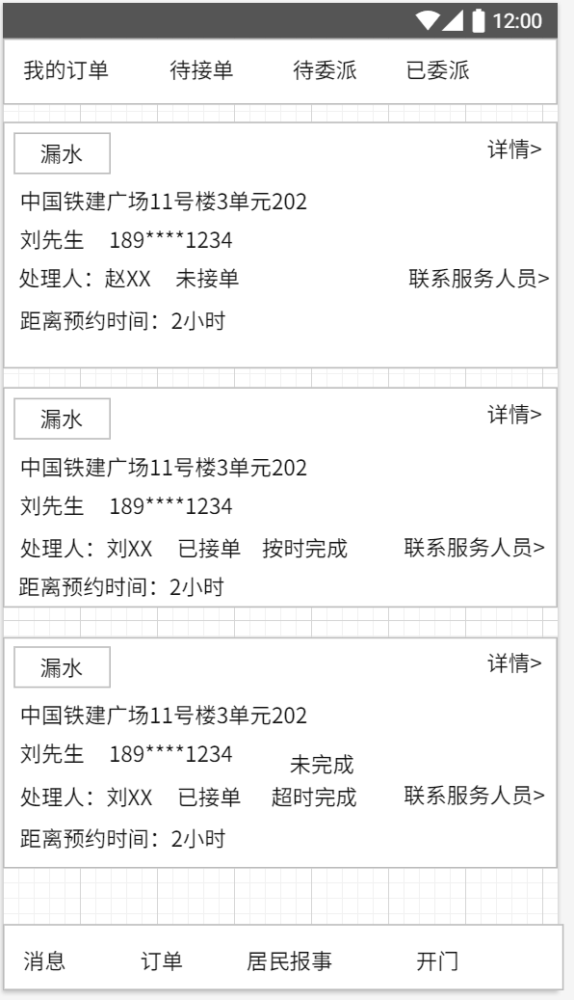 12:00
我的订单 待接单 待委派 已委派
漏水 详情>
中国铁建广场11号楼3单元202
刘先生 189****1234
处理人：赵XX 未接单 联系服务人员>
距离预约时间：2小时
漏水 详情>
中国铁建广场11号楼3单元202
刘先生 189****1234
处理人：刘XX 已接单 按时完成 联系服务人员>
距离预约时间：2小时
漏水 详情>
中国铁建广场11号楼3单元202
刘先生 189****1234 未完成
处理人：刘XX 已接单 超时完成 联系服务人员>
距离预约时间：2小时
消息 订单 居民报事 开门